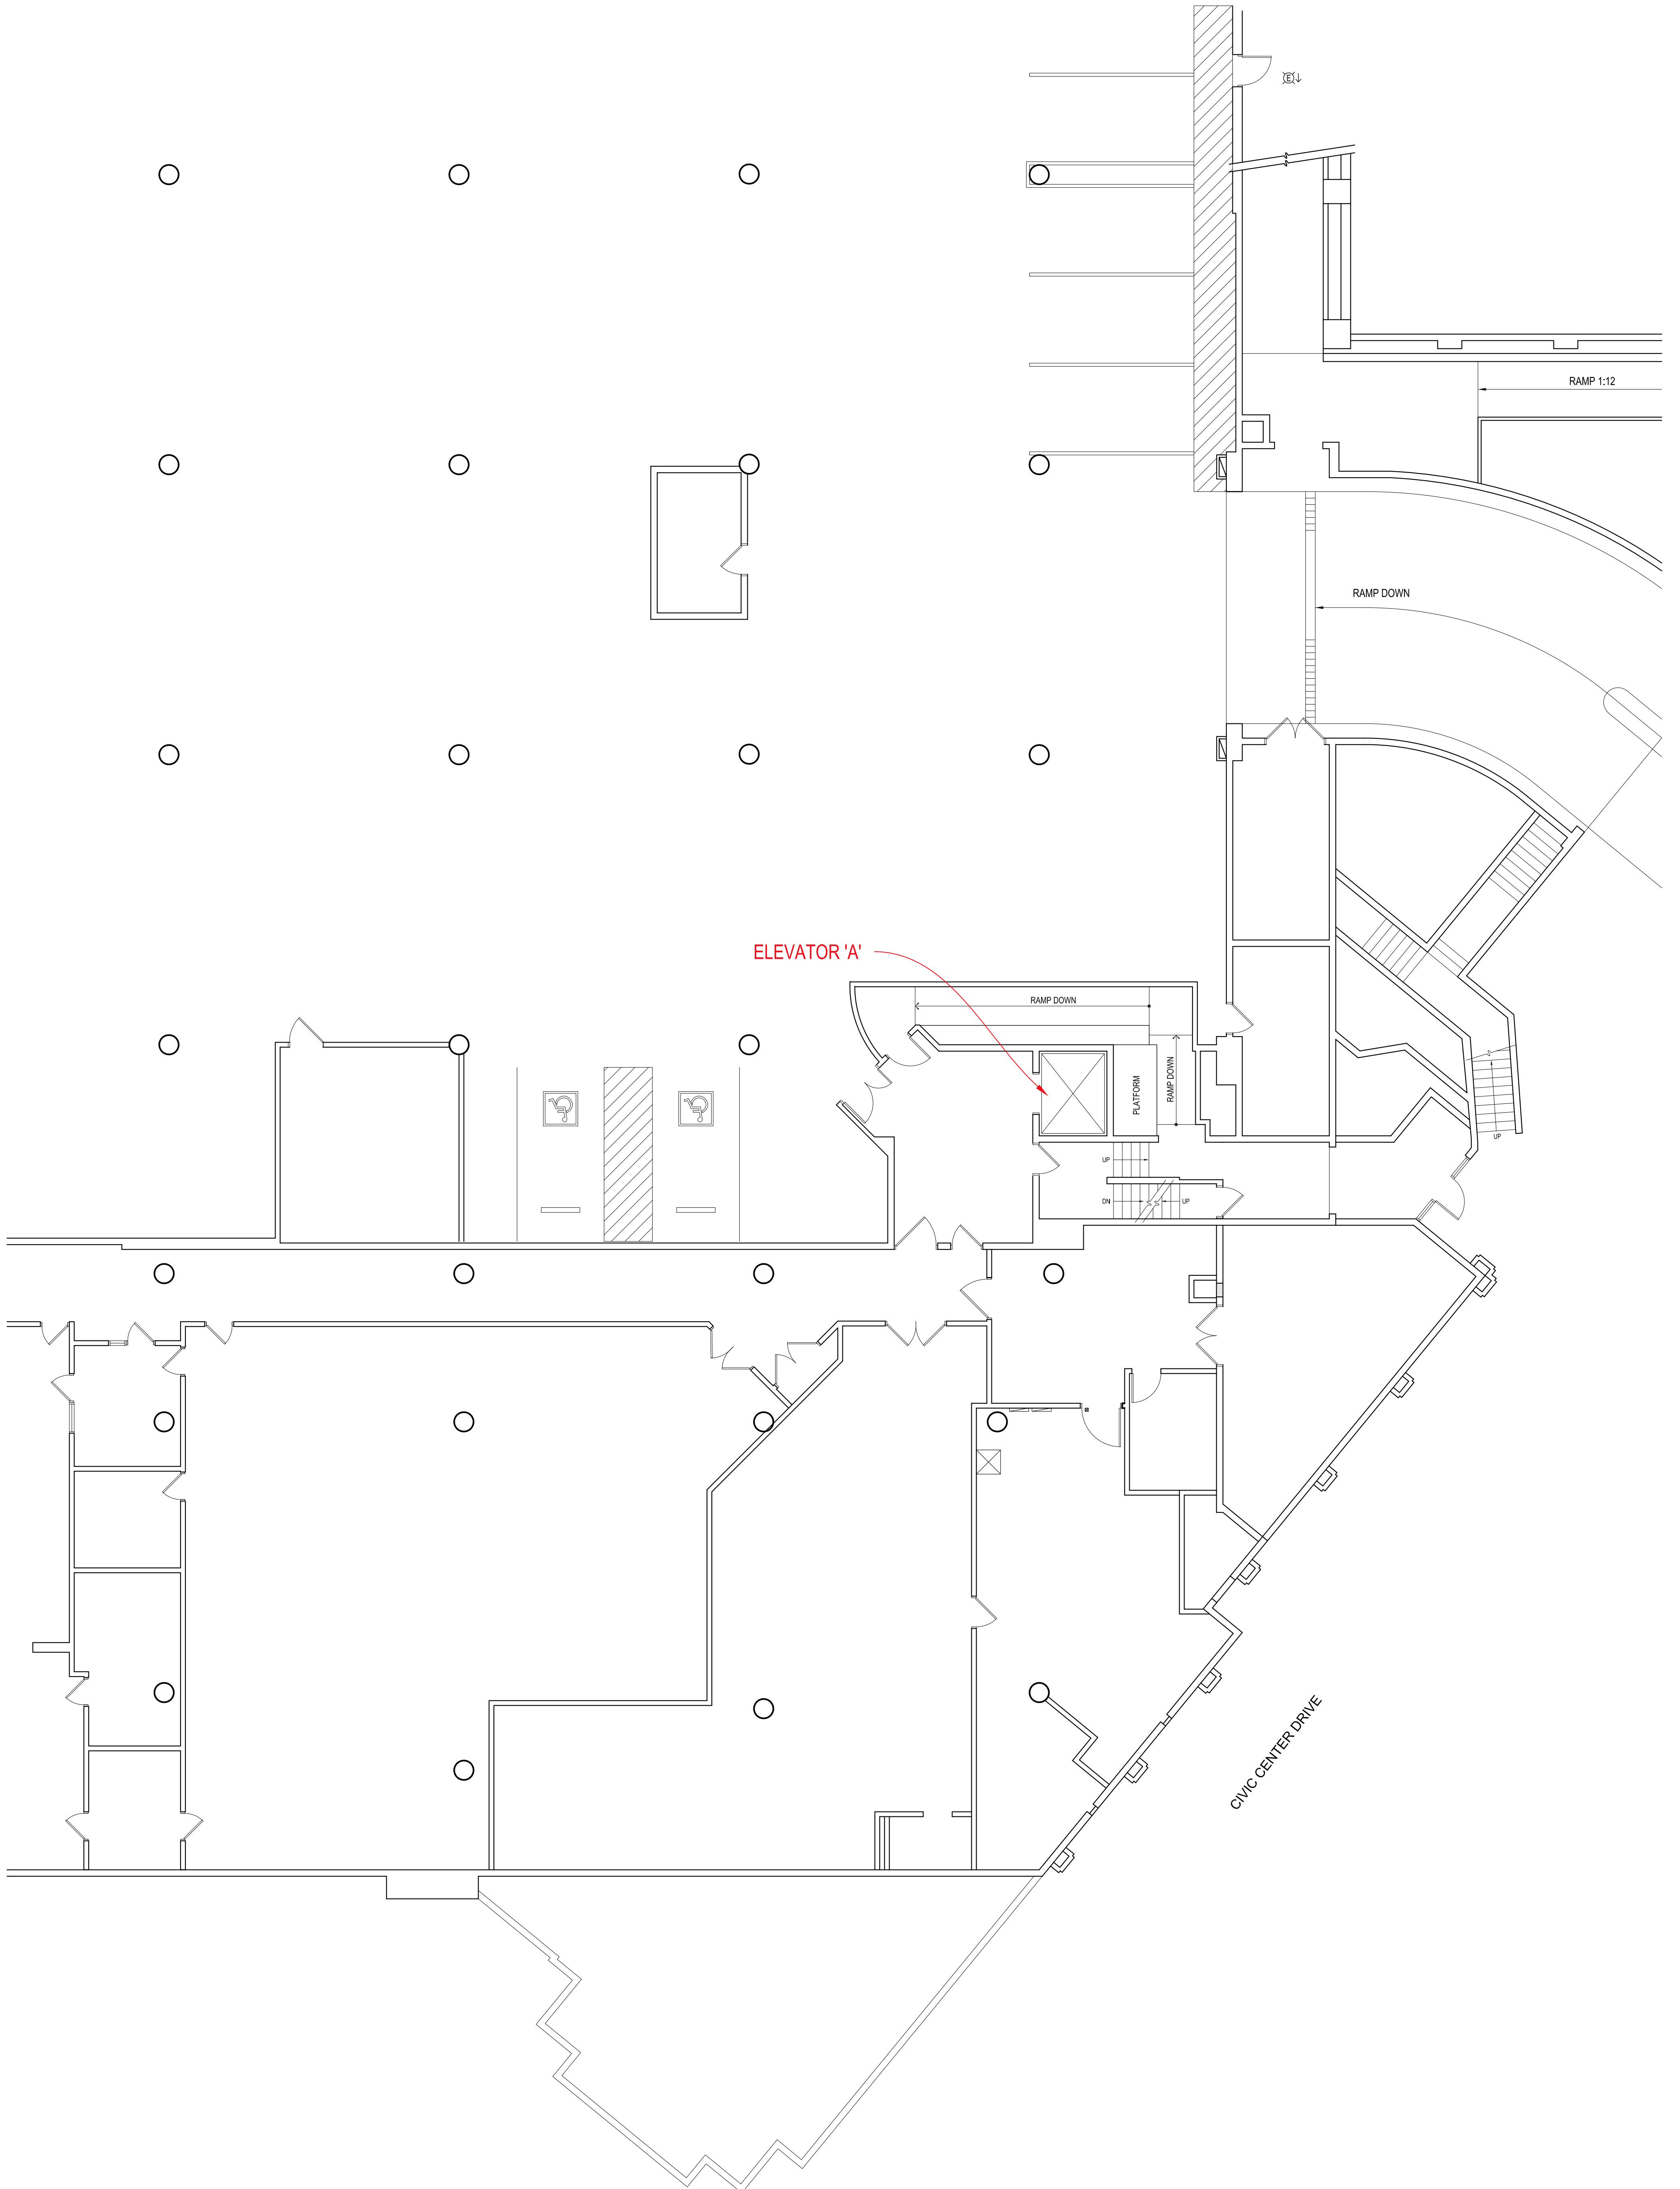 E
RAMP 1:12
RAMP DOWN
ELEVATOR 'A'
RAMP DOWN
PLATFORM
RAMP DOWN
UP
UP
DN
UP
CIVIC CENTER DRIVE